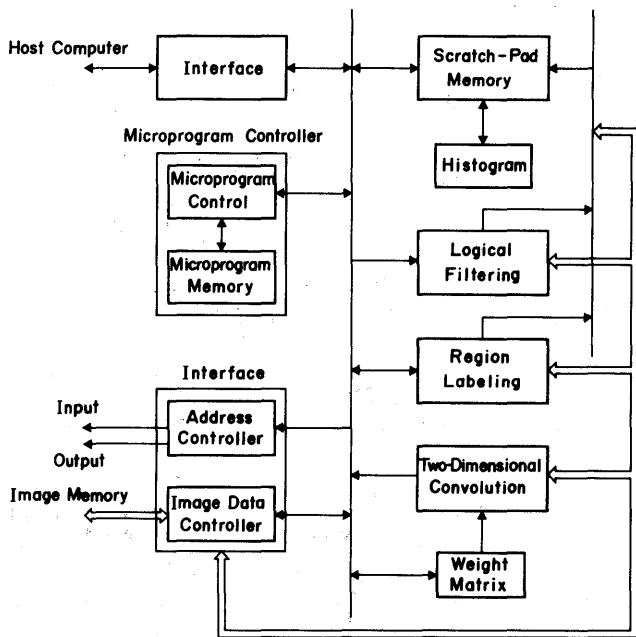 Host Computer
Interface
Scratch-Pad
Memory
Microprogram Controller
Microprogram
Control
Microprogram
Memory
Histogram
Logical
Filtering
Region
Labeling
Interface
Input
Output
Address
Controller
Image Memory
Image Data
Controller
Two-Dimensional
Convolution
Weight
Matrix